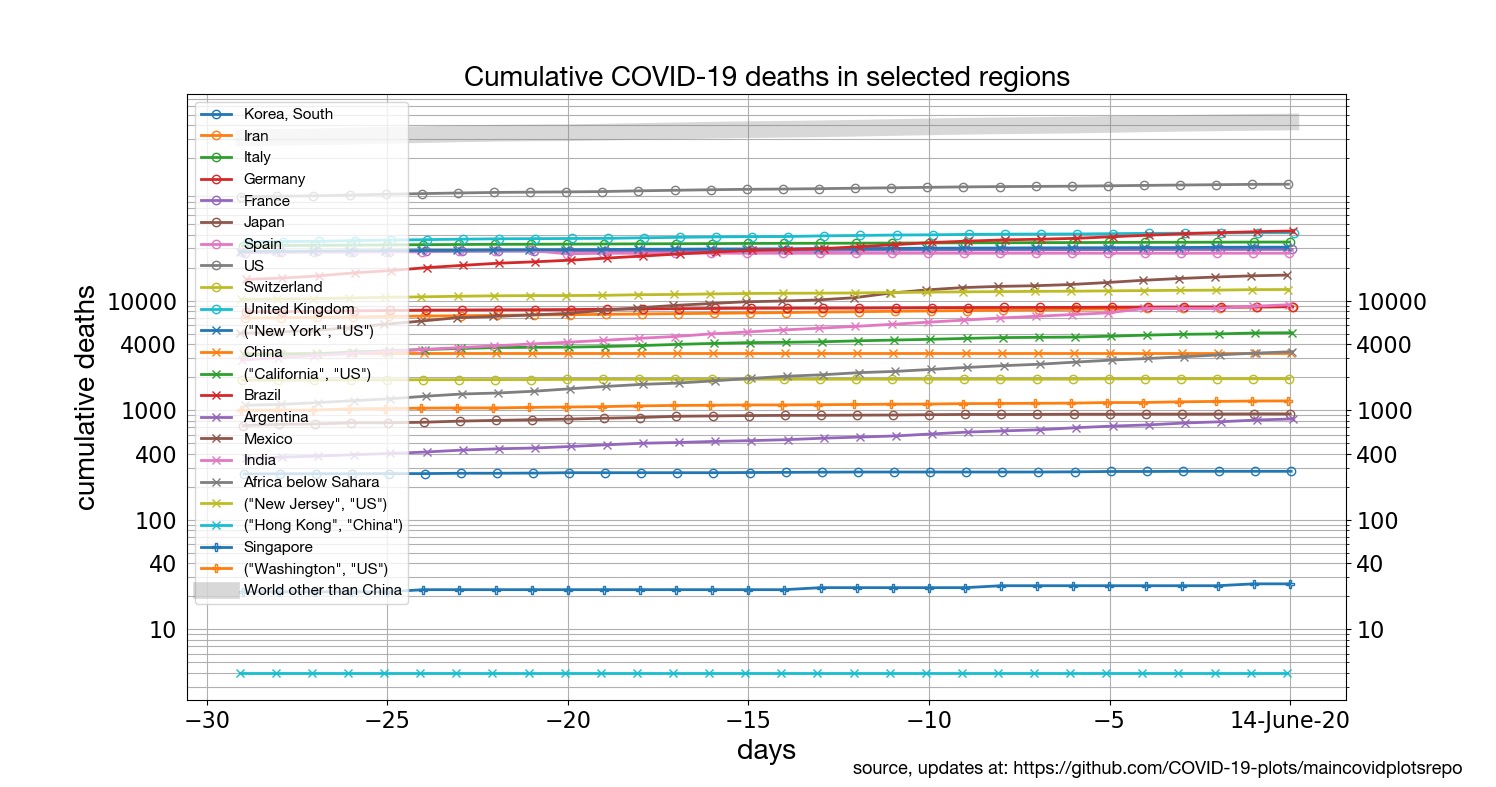 Cumulative COVID-19 deaths in selected regions
Korea, South
Iran
Italy
Germany
France
Japan
Spain
US
Switzerland
United Kingdom
("New York", "US")
China
("California", "US")
Brazil
Argentina
Mexico
India
Africa below Sahara
("New Jersey", "US")
("Hong Kong", "China")
Singapore
("Washington", "US")
World other than China
cumulative deaths
10000
4000
1000
400
100
40
10
10000
4000
1000
400
100
40
10
−30 −25 −20 −15 −10 −5 14-June-20
days
source, updates at: https://github.com/COVID-19-plots/maincovidplotsrepo